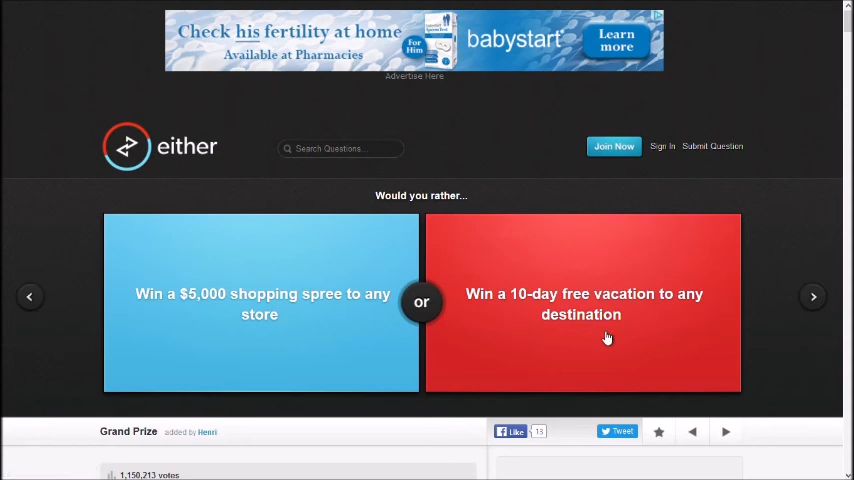 Check his fertility at home
Available at Pharmacies
For
Him
babystart
Learn
more
Advertise Here
either
Search Questions...
Join Now
Sign In
Submit Question
Would you rather...
Win a $5,000 shopping spree to any
store
or
Win a 10-day free vacation to any
destination
Grand Prize added by Henri
Like
13
Tweet
1,150,213 votes